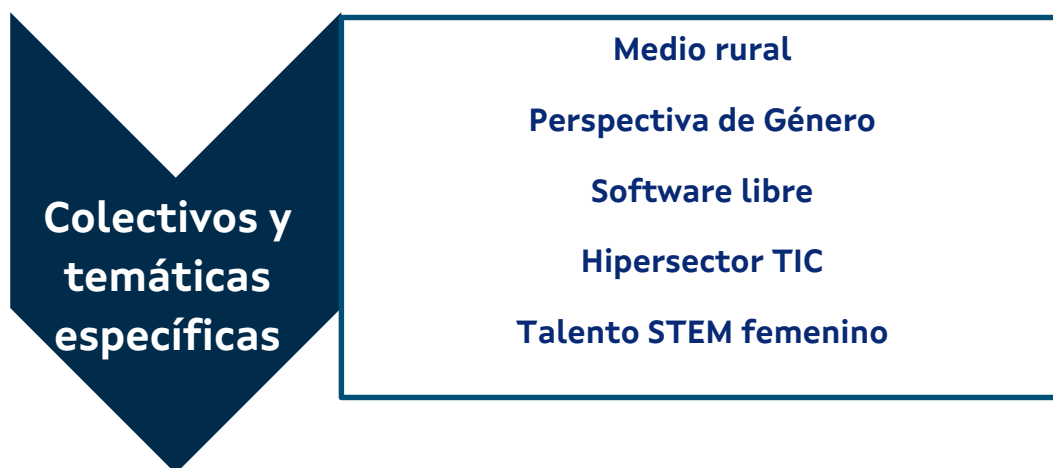 Colectivos y
temáticas
específicas
Medio rural
Perspectiva de Género
Software libre
Hipersector TIC
Talento STEM femenino